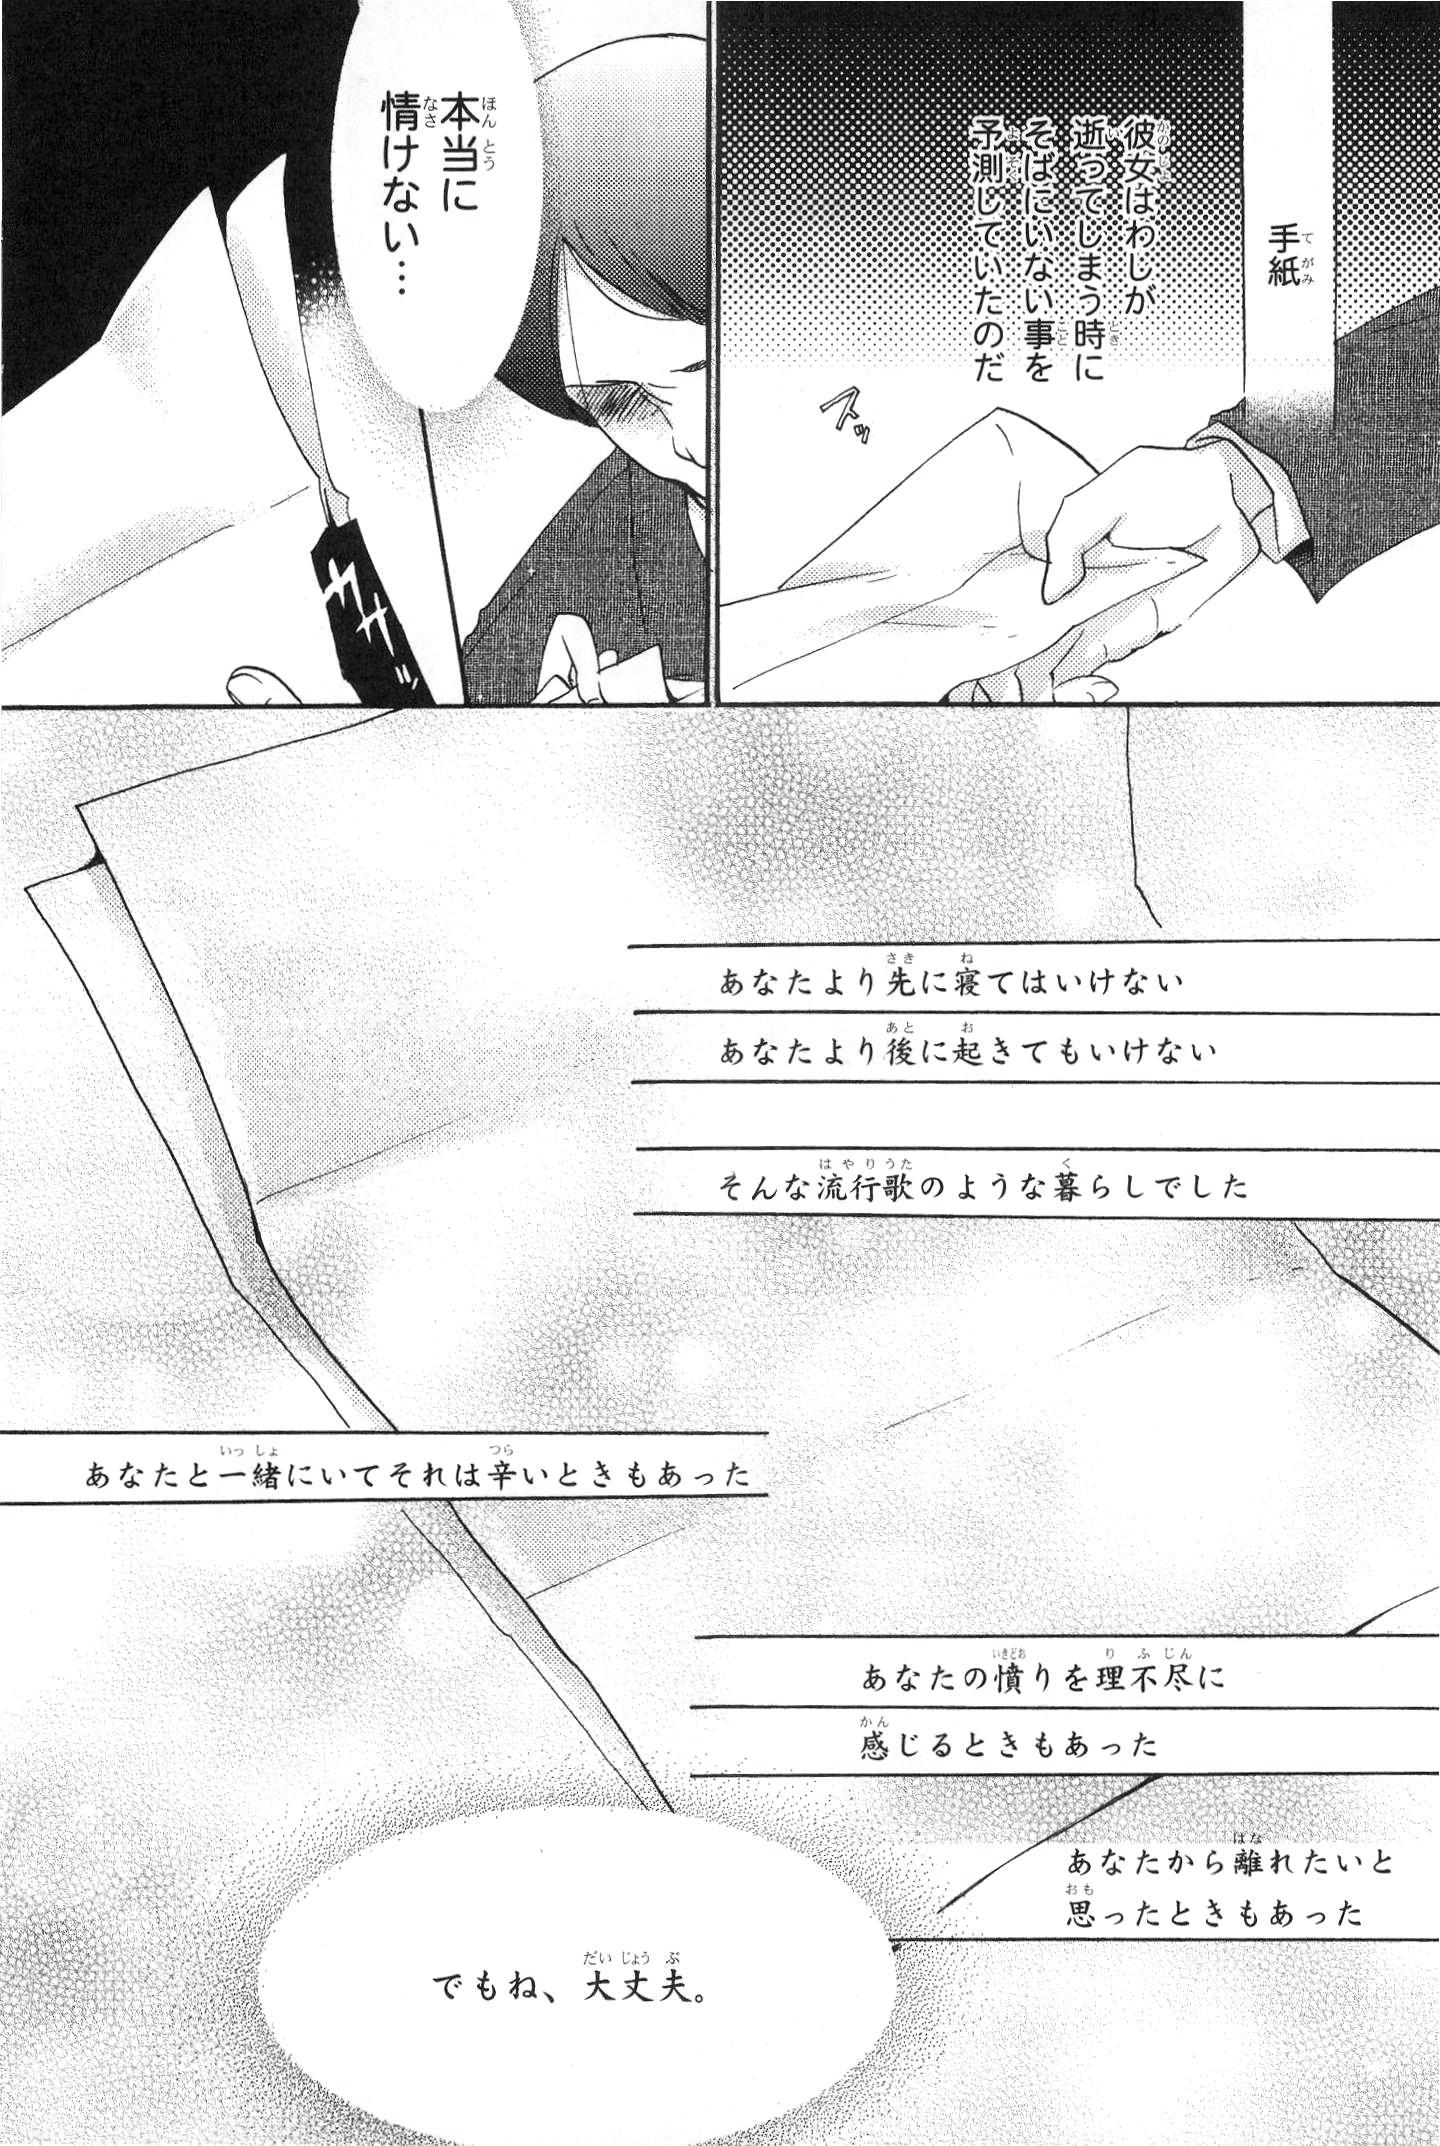 手紙
彼女はわしが
逝ってしまう時に
そばにいない事を
予測していたのだ
ズッ
本当に
情けない…
カサッ
あなたより先に寝てはいけない
あなたより後に起きてもいけない
そんな流行歌のような暮らしでした
あなたと一緒にいてそれは辛いときもあった
あなたの憤りを理不尽に
感じるときもあった
あなたから離れたいと
思ったときもあった
でもね、大丈夫。